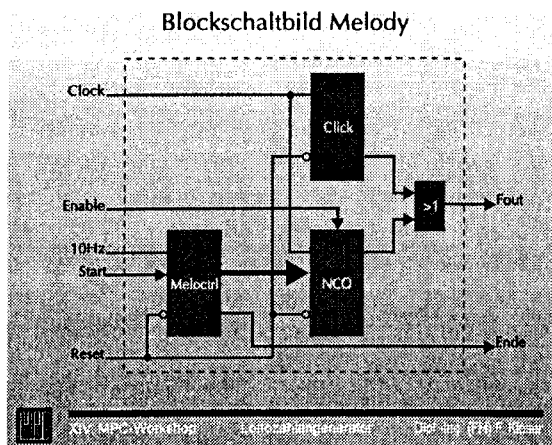 Blockschaltbild Melody
Clock
Click
Enable
>1
Fout
10Hz
Start
Meloctrl
NCO
Reset
Ende
XIV. MPC-Workshop